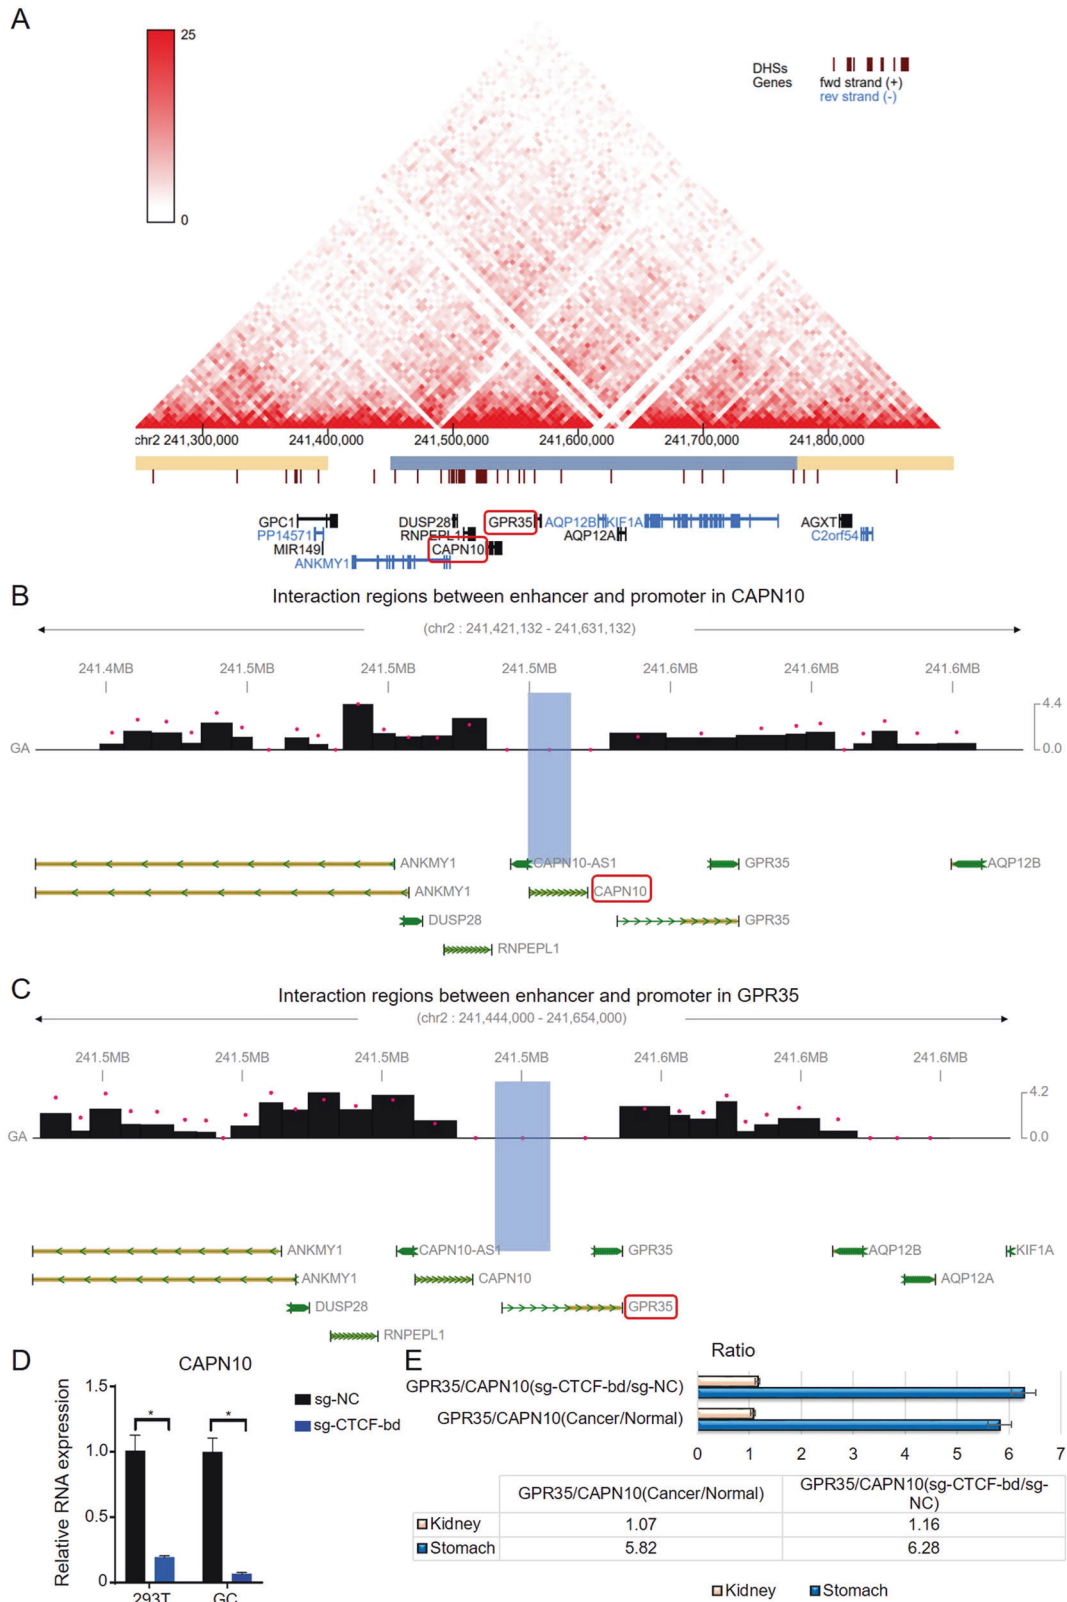 A
25
0
DHSs
Genes
fwd strand (+)
rev strand (-)
chr2 241,300,000 241,400,000 241,500,000 241,600,000 241,700,000 241,800,000
GPC1 DUSP28 GPR35 AQP12B KIF1A AGXT
PP14571 RNPEPL1 AQP12A C2orf54
MIR149 CAPN10
ANKMY1
B
Interaction regions between enhancer and promoter in CAPN10
(chr2 : 241,421,132 - 241,631,132)
241.4MB 241.5MB 241.5MB 241.5MB 241.6MB 241.6MB 241.6MB
4.4
GA 0.0
ANKMY1 CAPN10-AS1 GPR35 AQP12B
ANKMY1 CAPN10
DUSP28 GPR35
RNPEPL1
C
Interaction regions between enhancer and promoter in GPR35
(chr2 : 241,444,000 - 241,654,000)
241.5MB 241.5MB 241.5MB 241.5MB 241.6MB 241.6MB 241.6MB
4.2
GA 0.0
ANKMY1 CAPN10-AS1 GPR35 AQP12B KIF1A
ANKMY1 CAPN10 AQP12A
DUSP28 GPR35
RNPEPL1
D
CAPN10
Relative RNA expression
1.5
1.0
0.5
0
* *
sg-NC
sg-CTCF-bd
293T GC
E
Ratio
GPR35/CAPN10(sg-CTCF-bd/sg-NC)
GPR35/CAPN10(Cancer/Normal)
0 1 2 3 4 5 6 7
GPR35/CAPN10(Cancer/Normal) GPR35/CAPN10(sg-CTCF-bd/sg-
NC)
Kidney 1.07 1.16
Stomach 5.82 6.28
Kidney Stomach